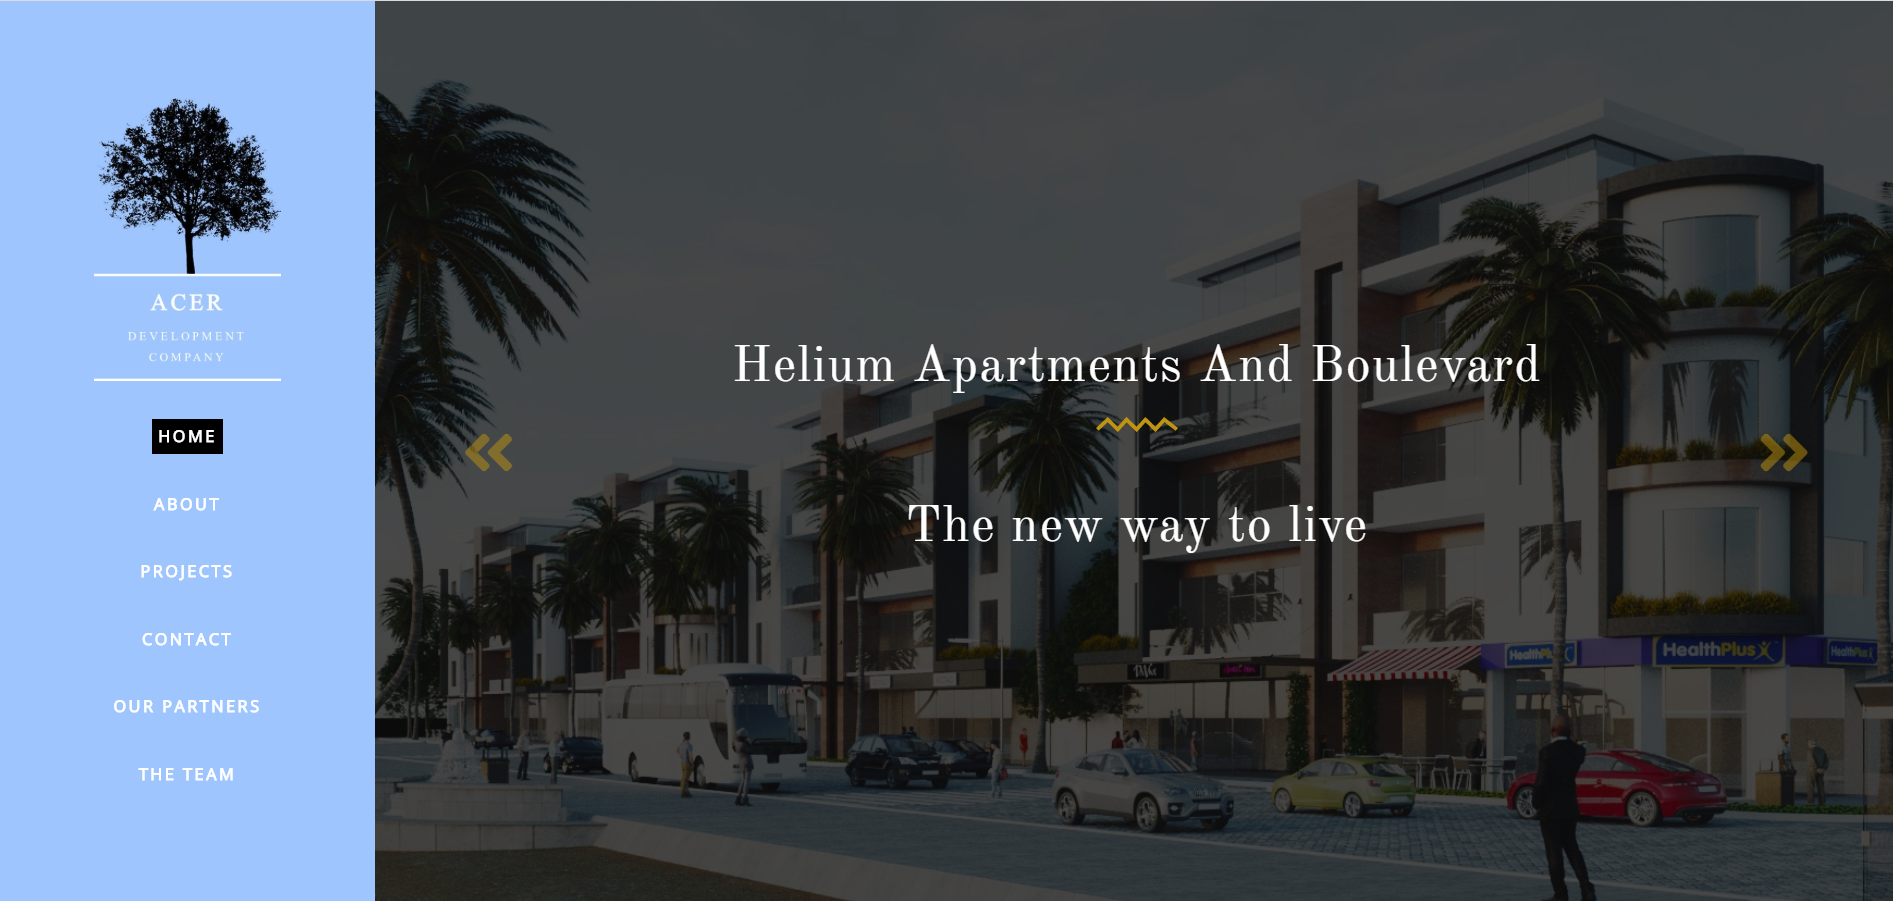 ACER
DEVELOPMENT
COMPANY
HOME
ABOUT
PROJECTS
CONTACT
OUR PARTNERS
THE TEAM
Helium Apartments And Boulevard
The new way to live
HealthPlus
HealthPlus
HealthPlus